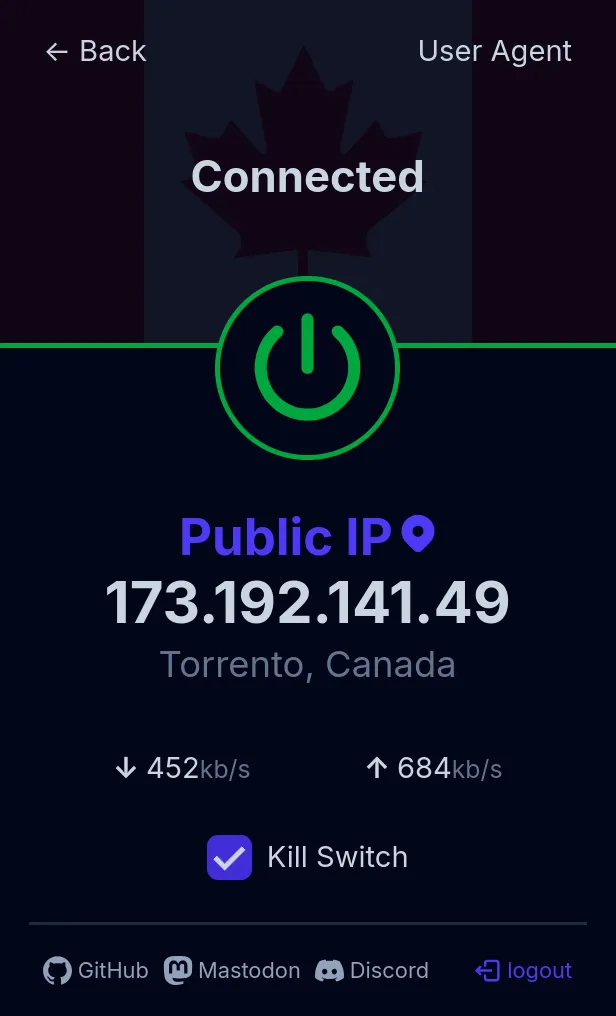 ← Back User Agent
Connected
Public IP
173.192.141.49
Torrento, Canada
↓ 452kb/s ↑ 684kb/s
Kill Switch
GitHub Mastodon Discord logout